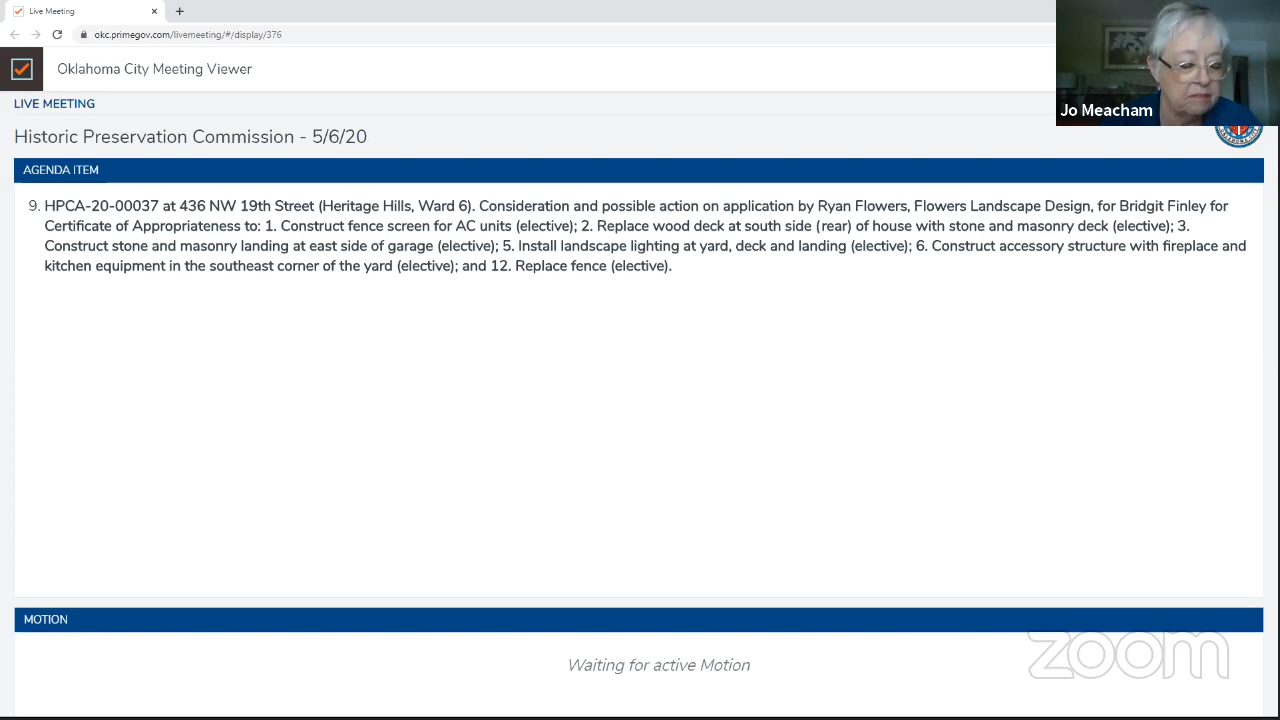 Live Meeting
okc.primegov.com/livemeeting/#/display/376
Oklahoma City Meeting Viewer
Jo Meacham
LIVE MEETING
Historic Preservation Commission - 5/6/20
AGENDA ITEM
9. HPCA-20-00037 at 436 NW 19th Street (Heritage Hills, Ward 6). Consideration and possible action on application by Ryan Flowers, Flowers Landscape Design, for Bridgit Finley for
Certificate of Appropriateness to: 1. Construct fence screen for AC units (elective); 2. Replace wood deck at south side (rear) of house with stone and masonry deck (elective); 3.
Construct stone and masonry landing at east side of garage (elective); 5. Install landscape lighting at yard, deck and landing (elective); 6. Construct accessory structure with fireplace and
kitchen equipment in the southeast corner of the yard (elective); and 12. Replace fence (elective).
MOTION
Waiting for active Motion
zoom